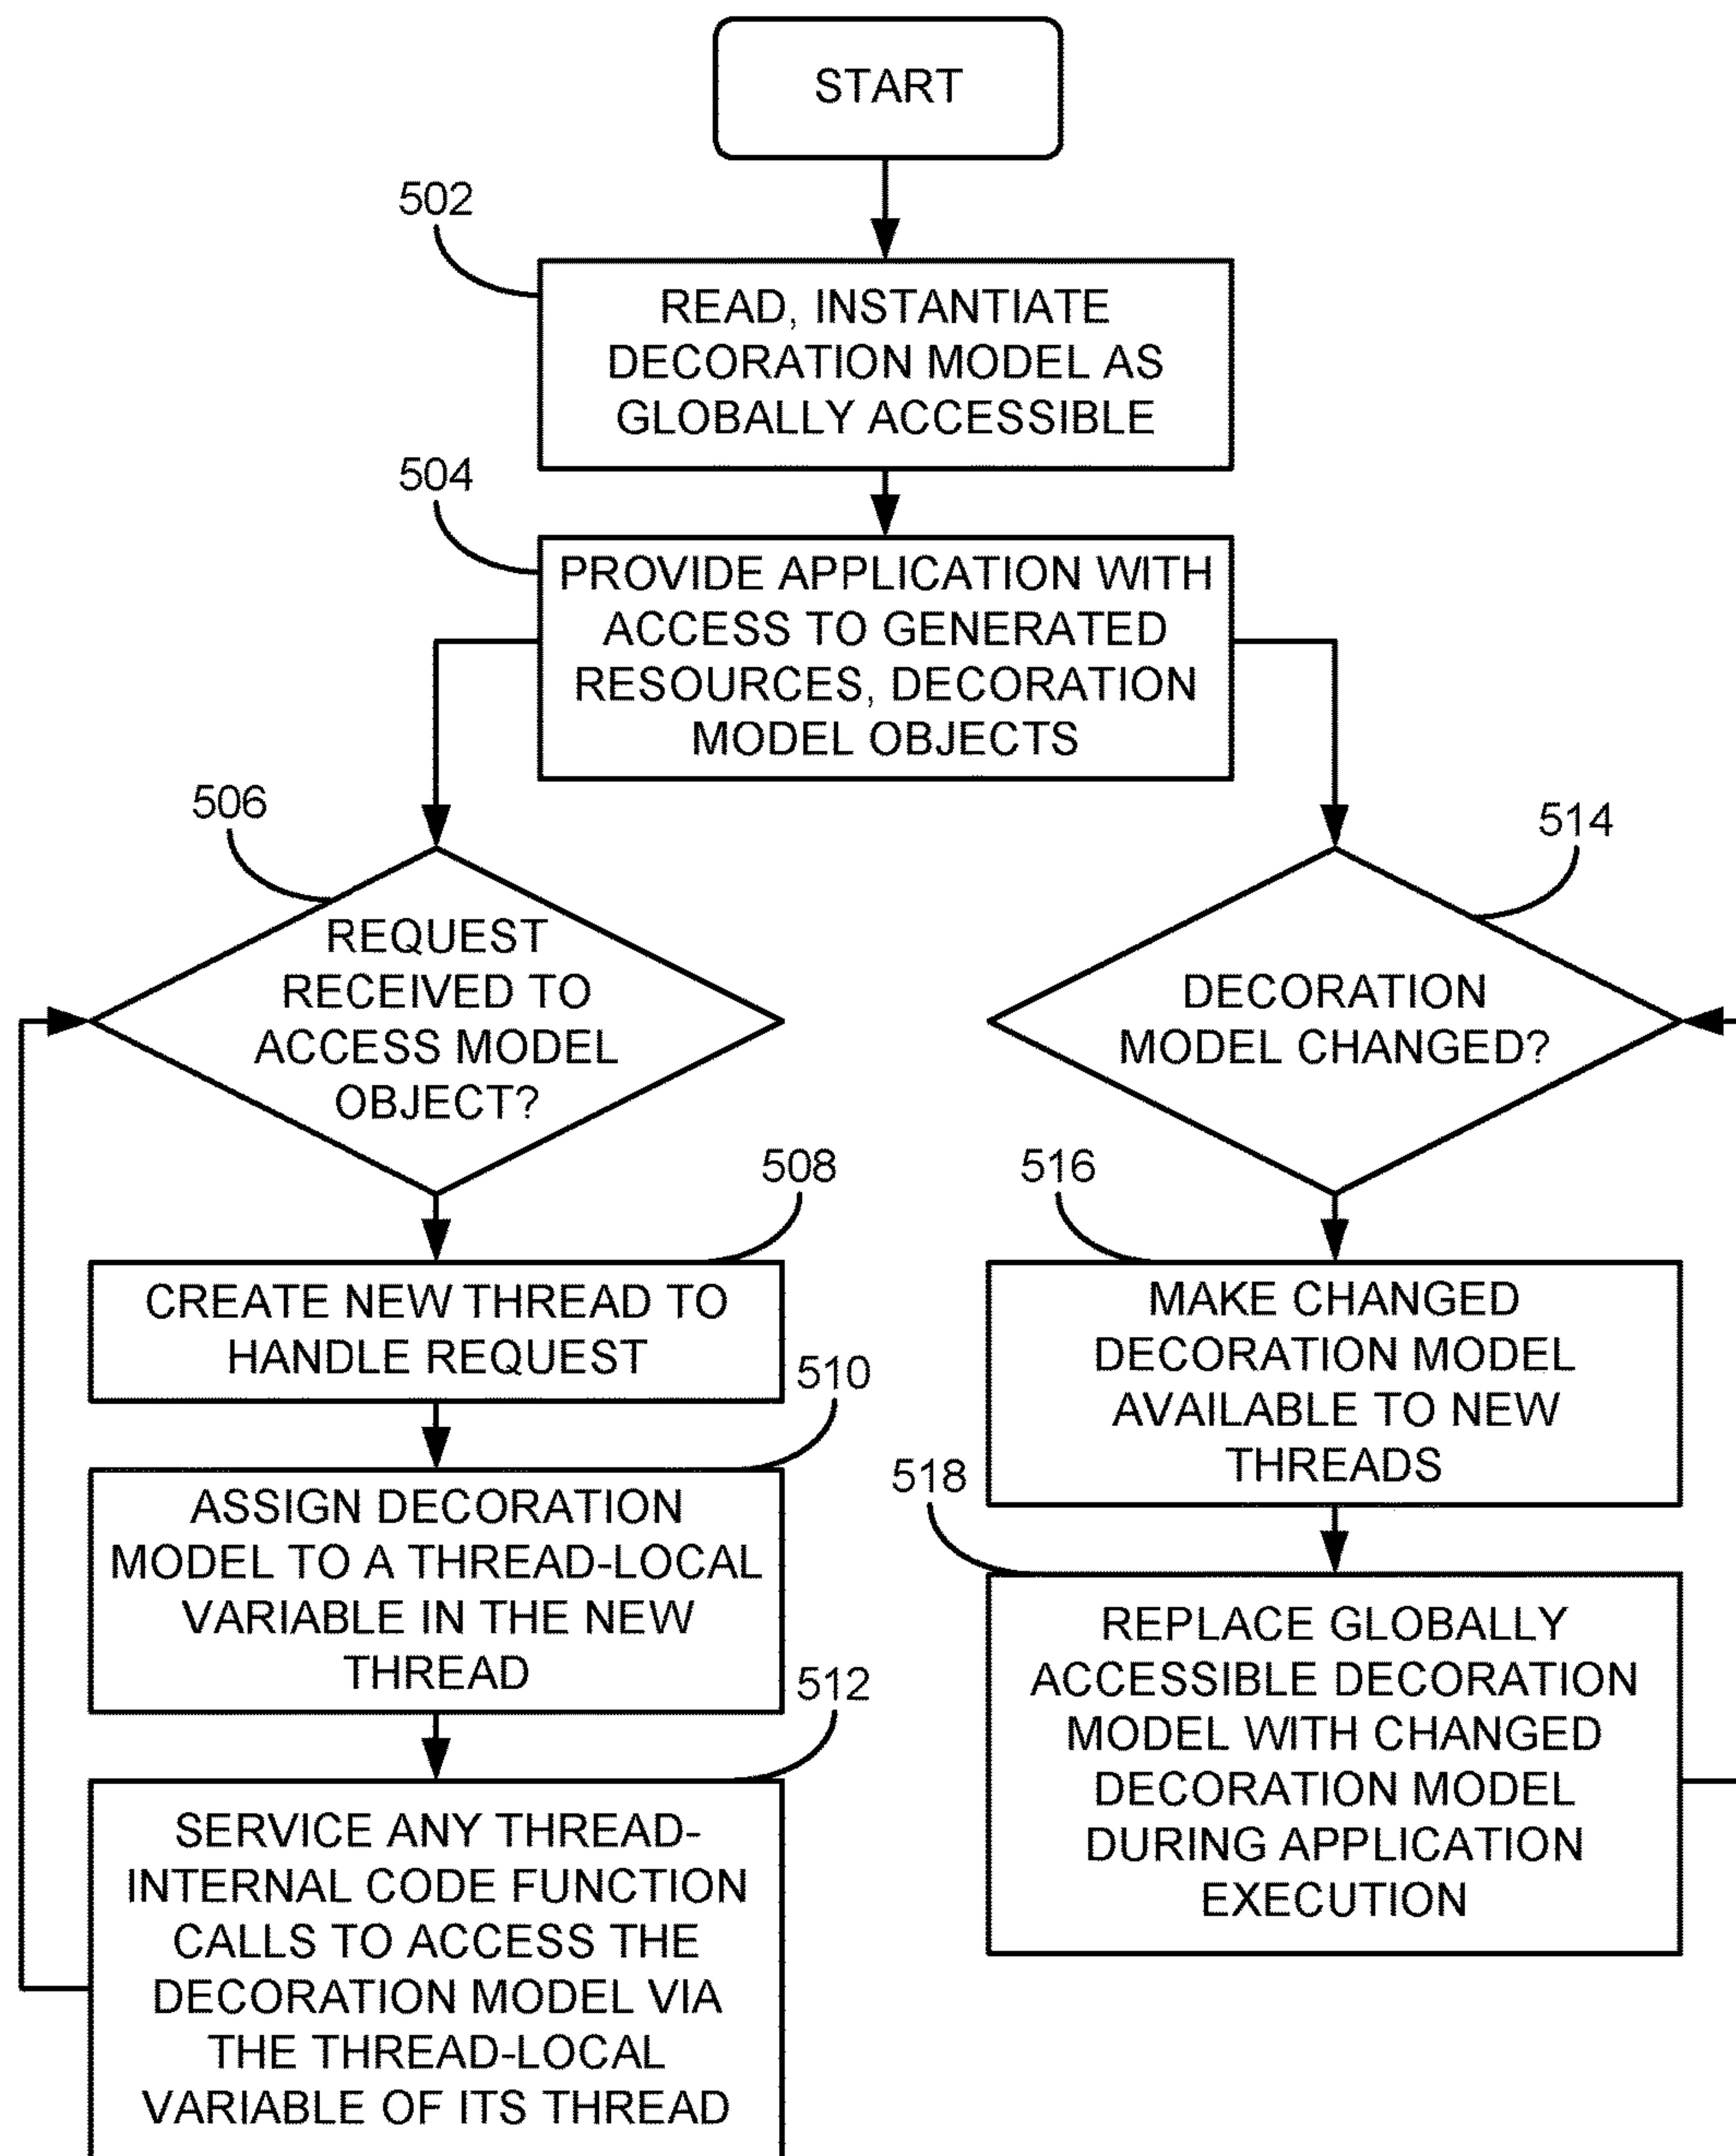 START
502
READ, INSTANTIATE
DECORATION MODEL AS
GLOBALLY ACCESSIBLE
504
PROVIDE APPLICATION WITH
ACCESS TO GENERATED
RESOURCES, DECORATION
MODEL OBJECTS
506
REQUEST
RECEIVED TO
ACCESS MODEL
OBJECT?
508
CREATE NEW THREAD TO
HANDLE REQUEST
510
ASSIGN DECORATION
MODEL TO A THREAD-LOCAL
VARIABLE IN THE NEW
THREAD
512
SERVICE ANY THREAD-
INTERNAL CODE FUNCTION
CALLS TO ACCESS THE
DECORATION MODEL VIA
THE THREAD-LOCAL
VARIABLE OF ITS THREAD
514
DECORATION
MODEL CHANGED?
516
MAKE CHANGED
DECORATION MODEL
AVAILABLE TO NEW
THREADS
518
REPLACE GLOBALLY
ACCESSIBLE DECORATION
MODEL WITH CHANGED
DECORATION MODEL
DURING APPLICATION
EXECUTION